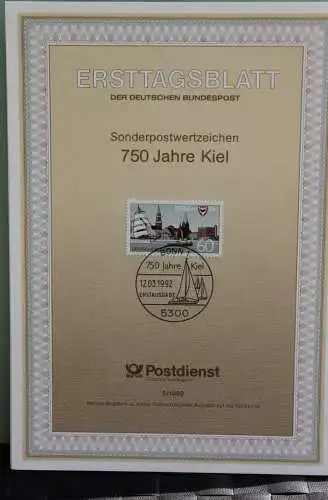 ERSTTAGSBLATT
DER DEUTSCHEN BUNDESPOST
Sonderpostwertzeichen
750 Jahre Kiel
60
BONN
750 Jahre Kiel
12.03.1992
ERSTAUSGABE
5300
Postdienst
5/1992